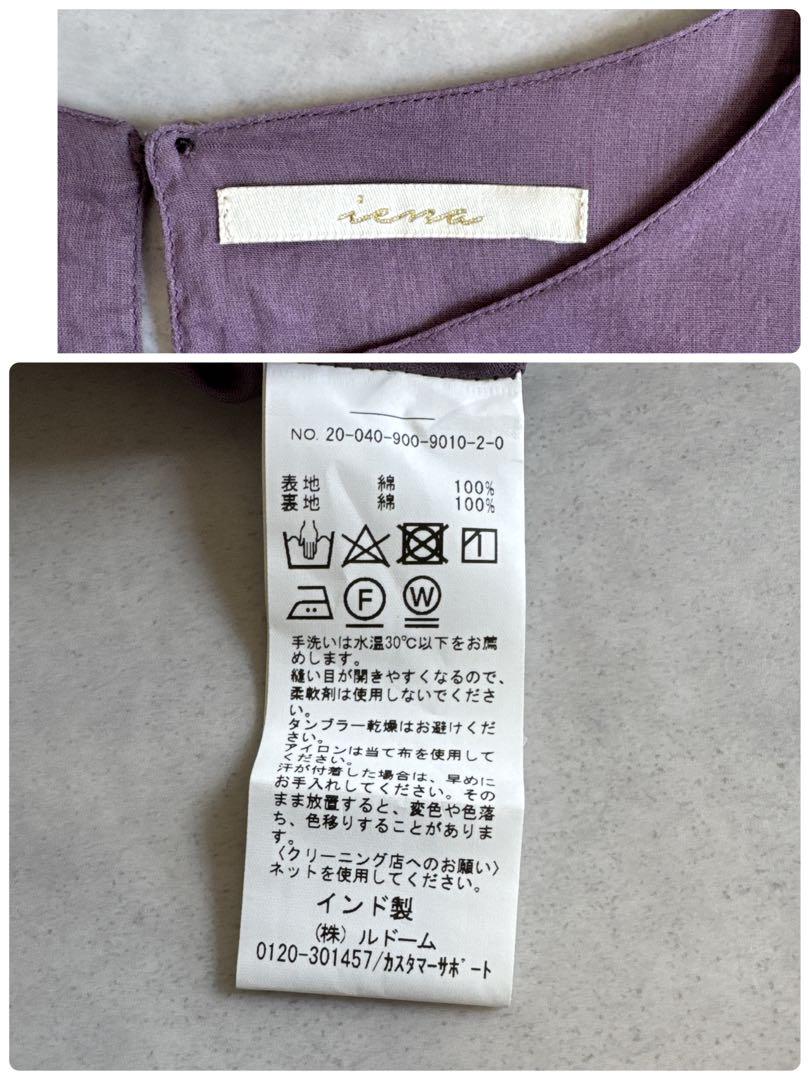 iena
NO. 20-040-900-9010-2-0
表地 綿 100%
裏地 綿 100%
F W
手洗いは水温30℃以下をお薦
めします。
縫い目が開きやすくなるので、
柔軟剤は使用しないでくださ
い。
タンブラー乾燥はお避けくだ
さい。
アイロンは当て布を使用して
ください。
汗が付着した場合は、早めに
お手入れしてください。その
まま放置すると、変色や色落
ち、色移りすることがありま
す。
〈クリーニング店へのお願い〉
ネットを使用してください。
インド製
(株) ルドーム
0120-301457/カスタマーサポート